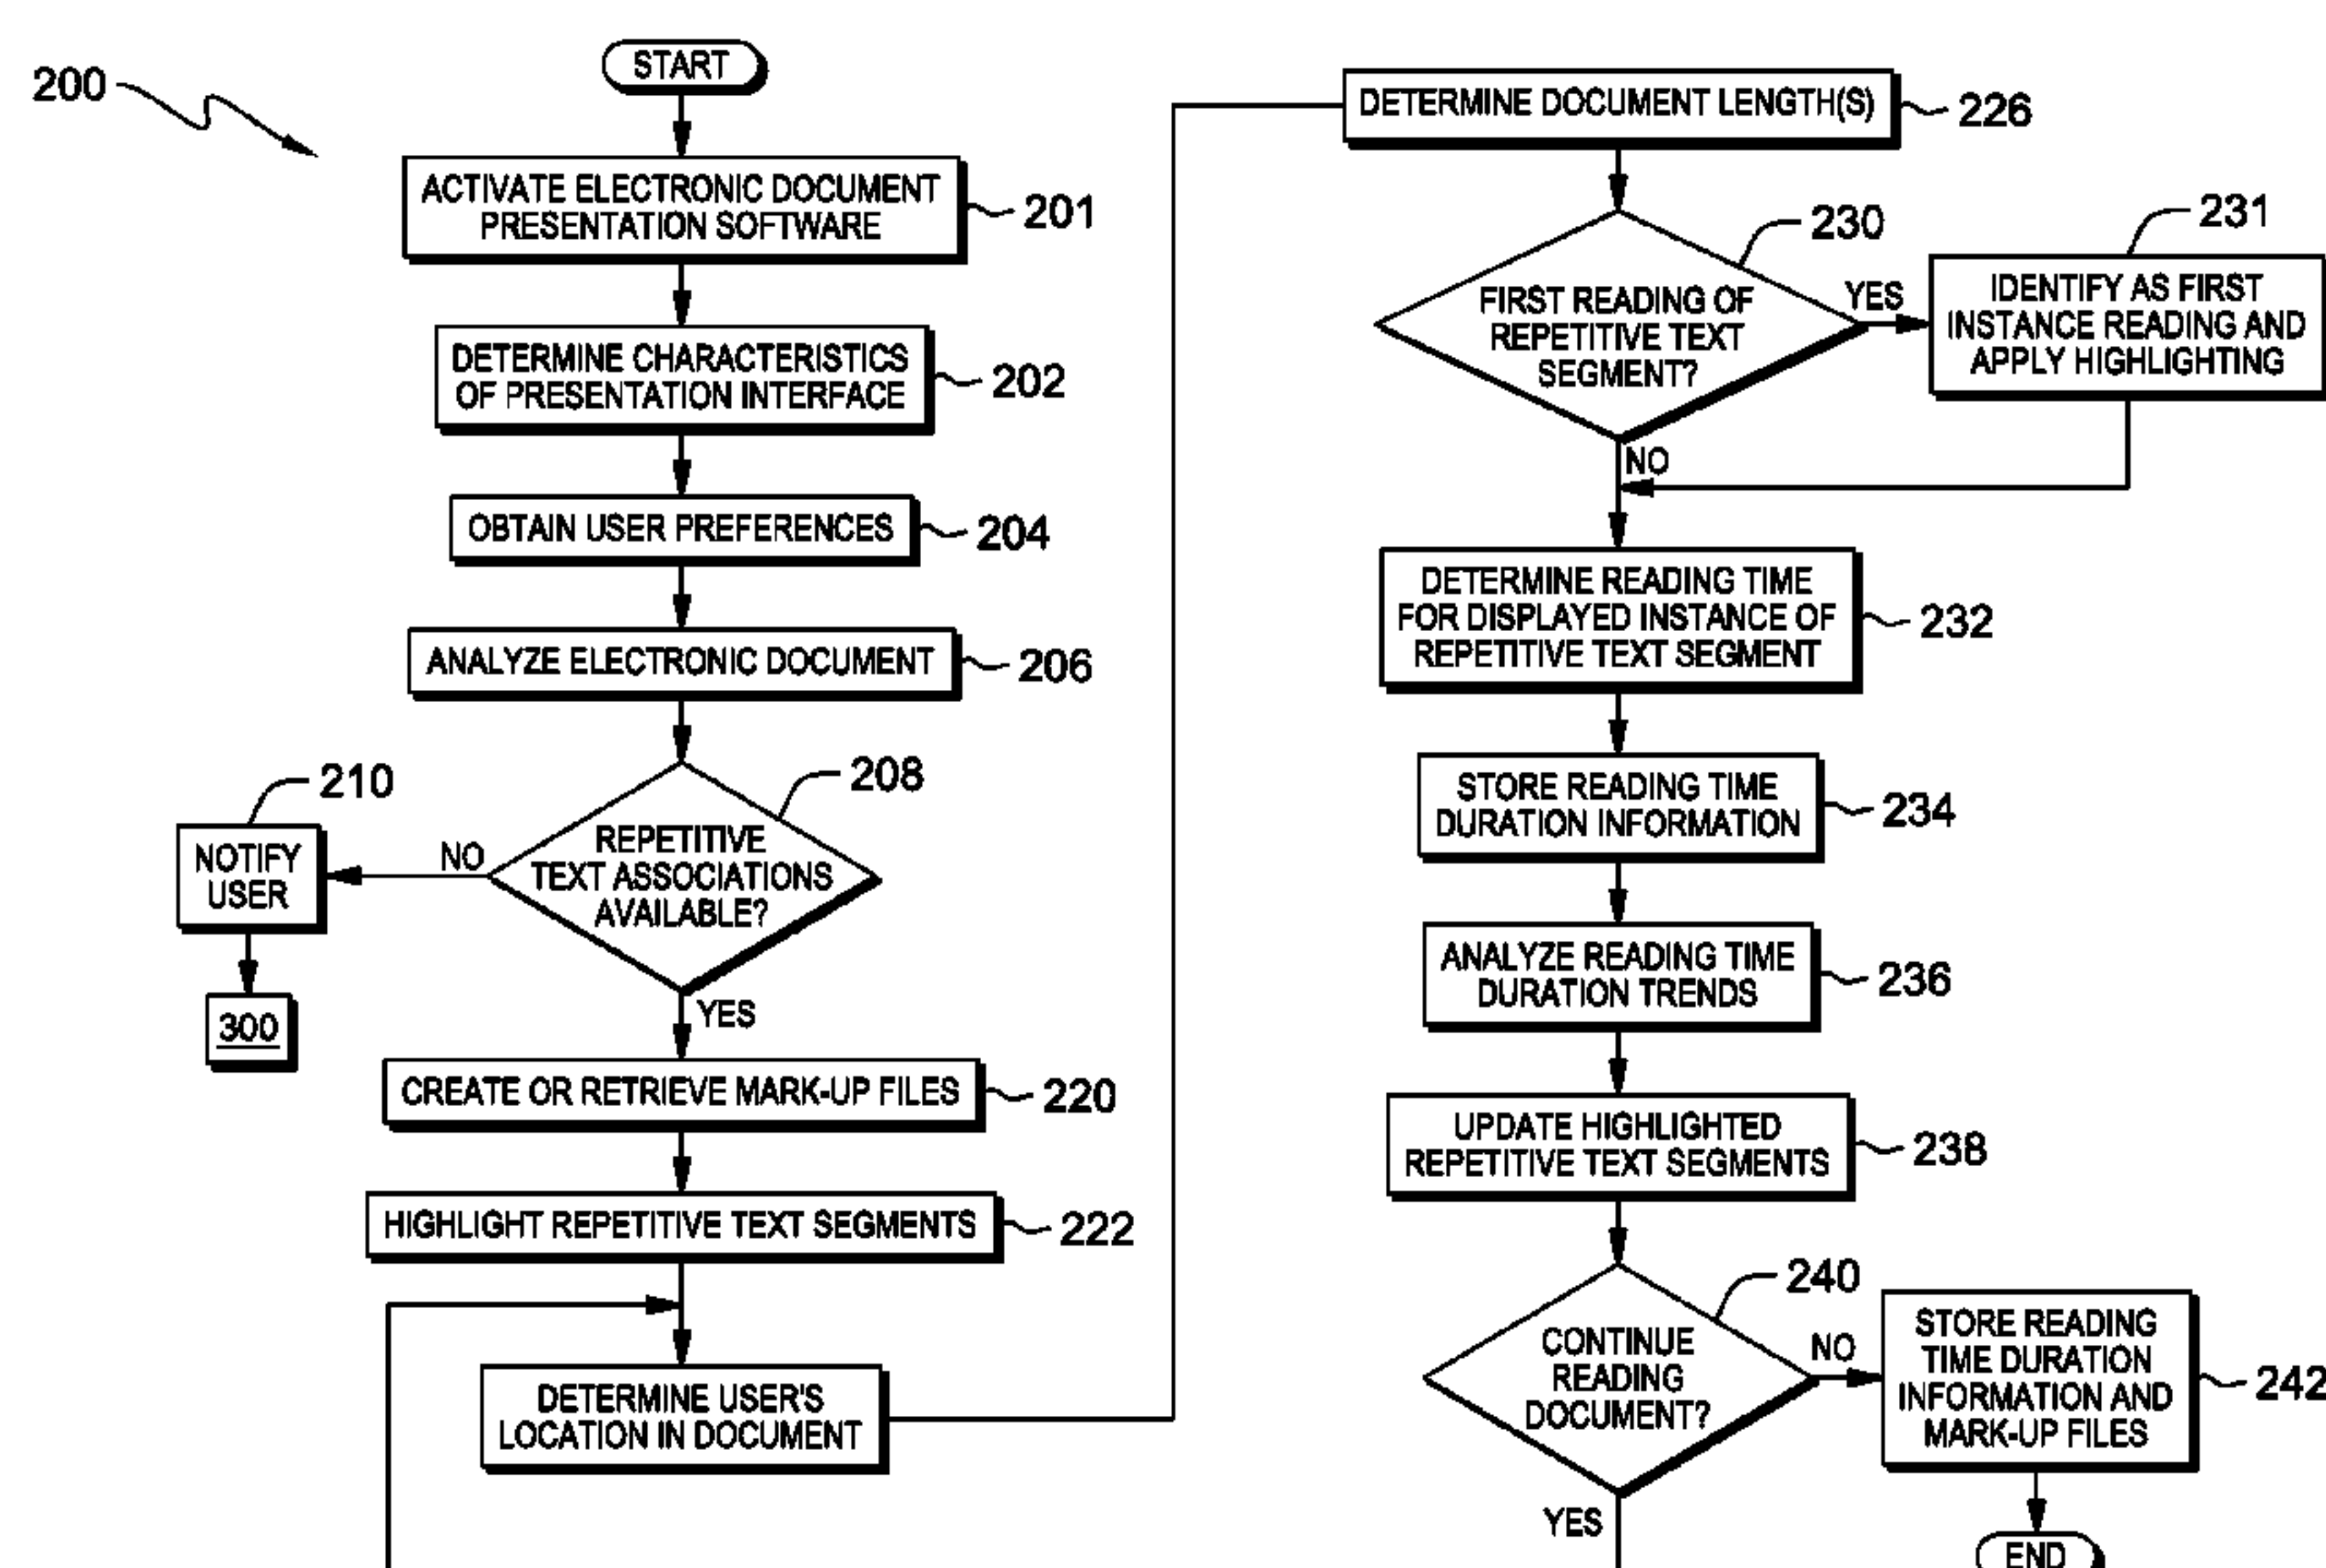 200
START
ACTIVATE ELECTRONIC DOCUMENT
PRESENTATION SOFTWARE
201
DETERMINE CHARACTERISTICS
OF PRESENTATION INTERFACE
202
OBTAIN USER PREFERENCES
204
ANALYZE ELECTRONIC DOCUMENT
206
208
REPETITIVE
TEXT ASSOCIATIONS
AVAILABLE?
NO
210
NOTIFY
USER
300
YES
CREATE OR RETRIEVE MARK-UP FILES
220
HIGHLIGHT REPETITIVE TEXT SEGMENTS
222
DETERMINE USER'S
LOCATION IN DOCUMENT
DETERMINE DOCUMENT LENGTH(S)
226
230
FIRST READING OF
REPETITIVE TEXT
SEGMENT?
YES
231
IDENTIFY AS FIRST
INSTANCE READING AND
APPLY HIGHLIGHTING
NO
DETERMINE READING TIME
FOR DISPLAYED INSTANCE OF
REPETITIVE TEXT SEGMENT
232
STORE READING TIME
DURATION INFORMATION
234
ANALYZE READING TIME
DURATION TRENDS
236
UPDATE HIGHLIGHTED
REPETITIVE TEXT SEGMENTS
238
240
CONTINUE
READING
DOCUMENT?
NO
STORE READING
TIME DURATION
INFORMATION AND
MARK-UP FILES
242
YES
END